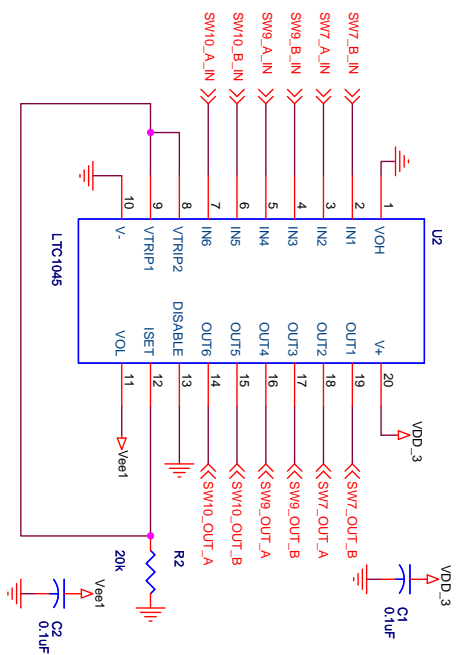 U2
LTC1045
SW7_B_IN
SW7_A_IN
SW9_B_IN
SW9_A_IN
SW10_B_IN
SW10_A_IN
1
2
3
4
5
6
7
8
9
10
VOH
IN1
IN2
IN3
IN4
IN5
IN6
VTRIP2
VTRIP1
V-
V+
OUT1
OUT2
OUT3
OUT4
OUT5
OUT6
DISABLE
ISET
VOL
20
19
18
17
16
15
14
13
12
11
VDD_3
SW7_OUT_B
SW7_OUT_A
SW9_OUT_B
SW9_OUT_A
SW10_OUT_B
SW10_OUT_A
Vee1
R2
20k
VDD_3
C1
0.1uF
Vee1
C2
0.1uF